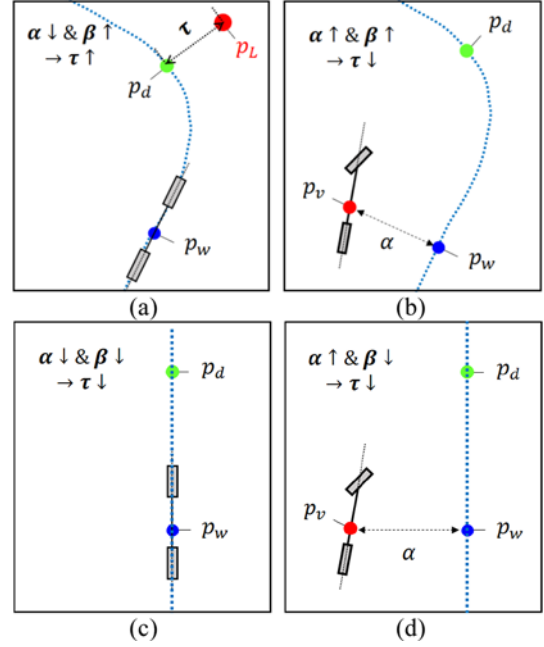 α ↓ & β ↑
→ τ ↑
τ
p_L
p_d
p_w
(a)
α ↑ & β ↑
→ τ ↓
p_d
p_v
α
p_w
(b)
α ↓ & β ↓
→ τ ↓
p_d
p_w
(c)
α ↑ & β ↓
→ τ ↓
p_d
p_v
α
p_w
(d)